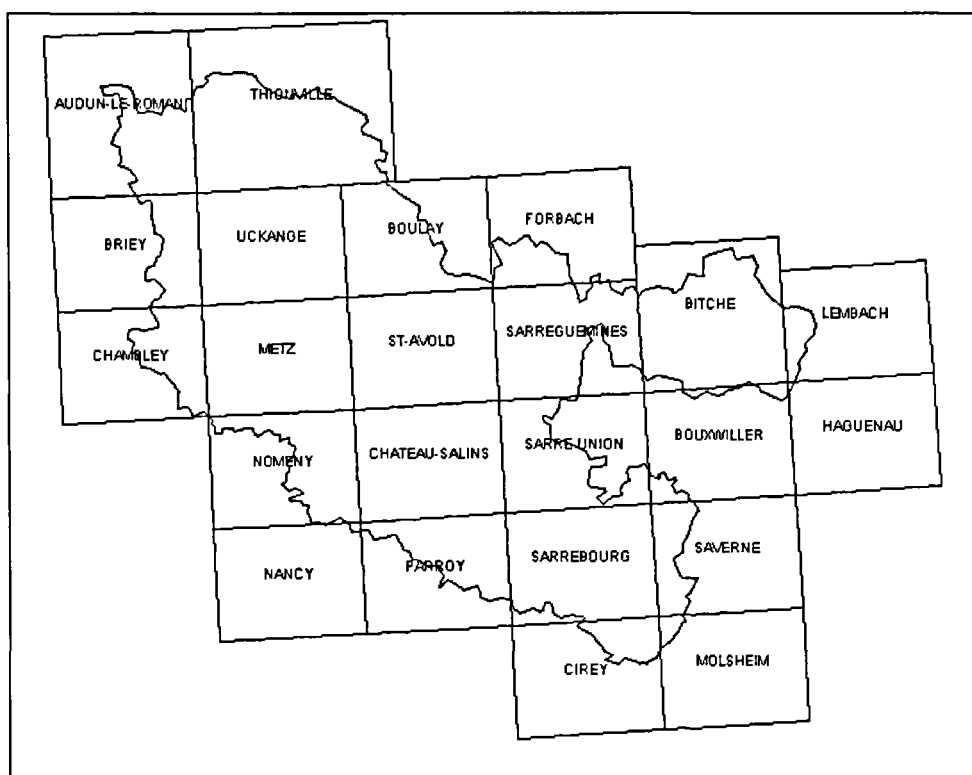 AUDUN-LE-ROMAN
THIONVILLE
BRIEY
UCKANGE
BOULAY
FORBACH
BITCHE
LEMBACH
CHAMBLEY
METZ
ST-AVOLD
SARREGUEMINES
NOMENY
CHATEAU-SALINS
SARRE-UNION
BOUXWILLER
HAGUENAU
NANCY
PARROY
SARREBOURG
SAVERNE
CIREY
MOLSHEIM